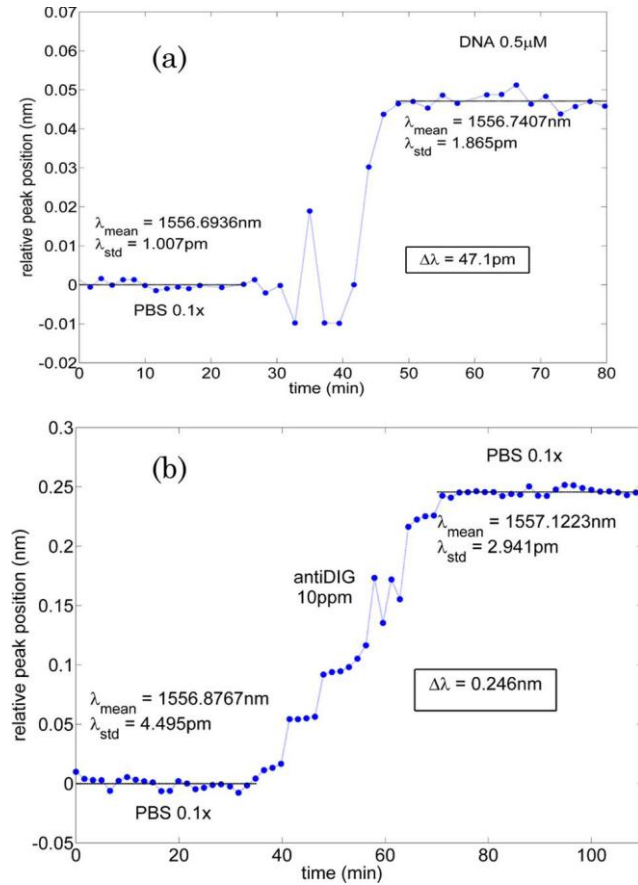 0.07
0.06
0.05
0.04
0.03
0.02
0.01
0
-0.01
-0.02
relative peak position (nm)
(a)
DNA 0.5μM
λmean = 1556.7407nm
λstd = 1.865pm
λmean = 1556.6936nm
λstd = 1.007pm
Δλ = 47.1pm
PBS 0.1x
0 10 20 30 40 50 60 70 80
time (min)
0.3
0.25
0.2
0.15
0.1
0.05
0
-0.05
relative peak position (nm)
(b)
PBS 0.1x
λmean = 1557.1223nm
λstd = 2.941pm
antiDIG
10ppm
λmean = 1556.8767nm
λstd = 4.495pm
Δλ = 0.246nm
PBS 0.1x
0 20 40 60 80 100
time (min)